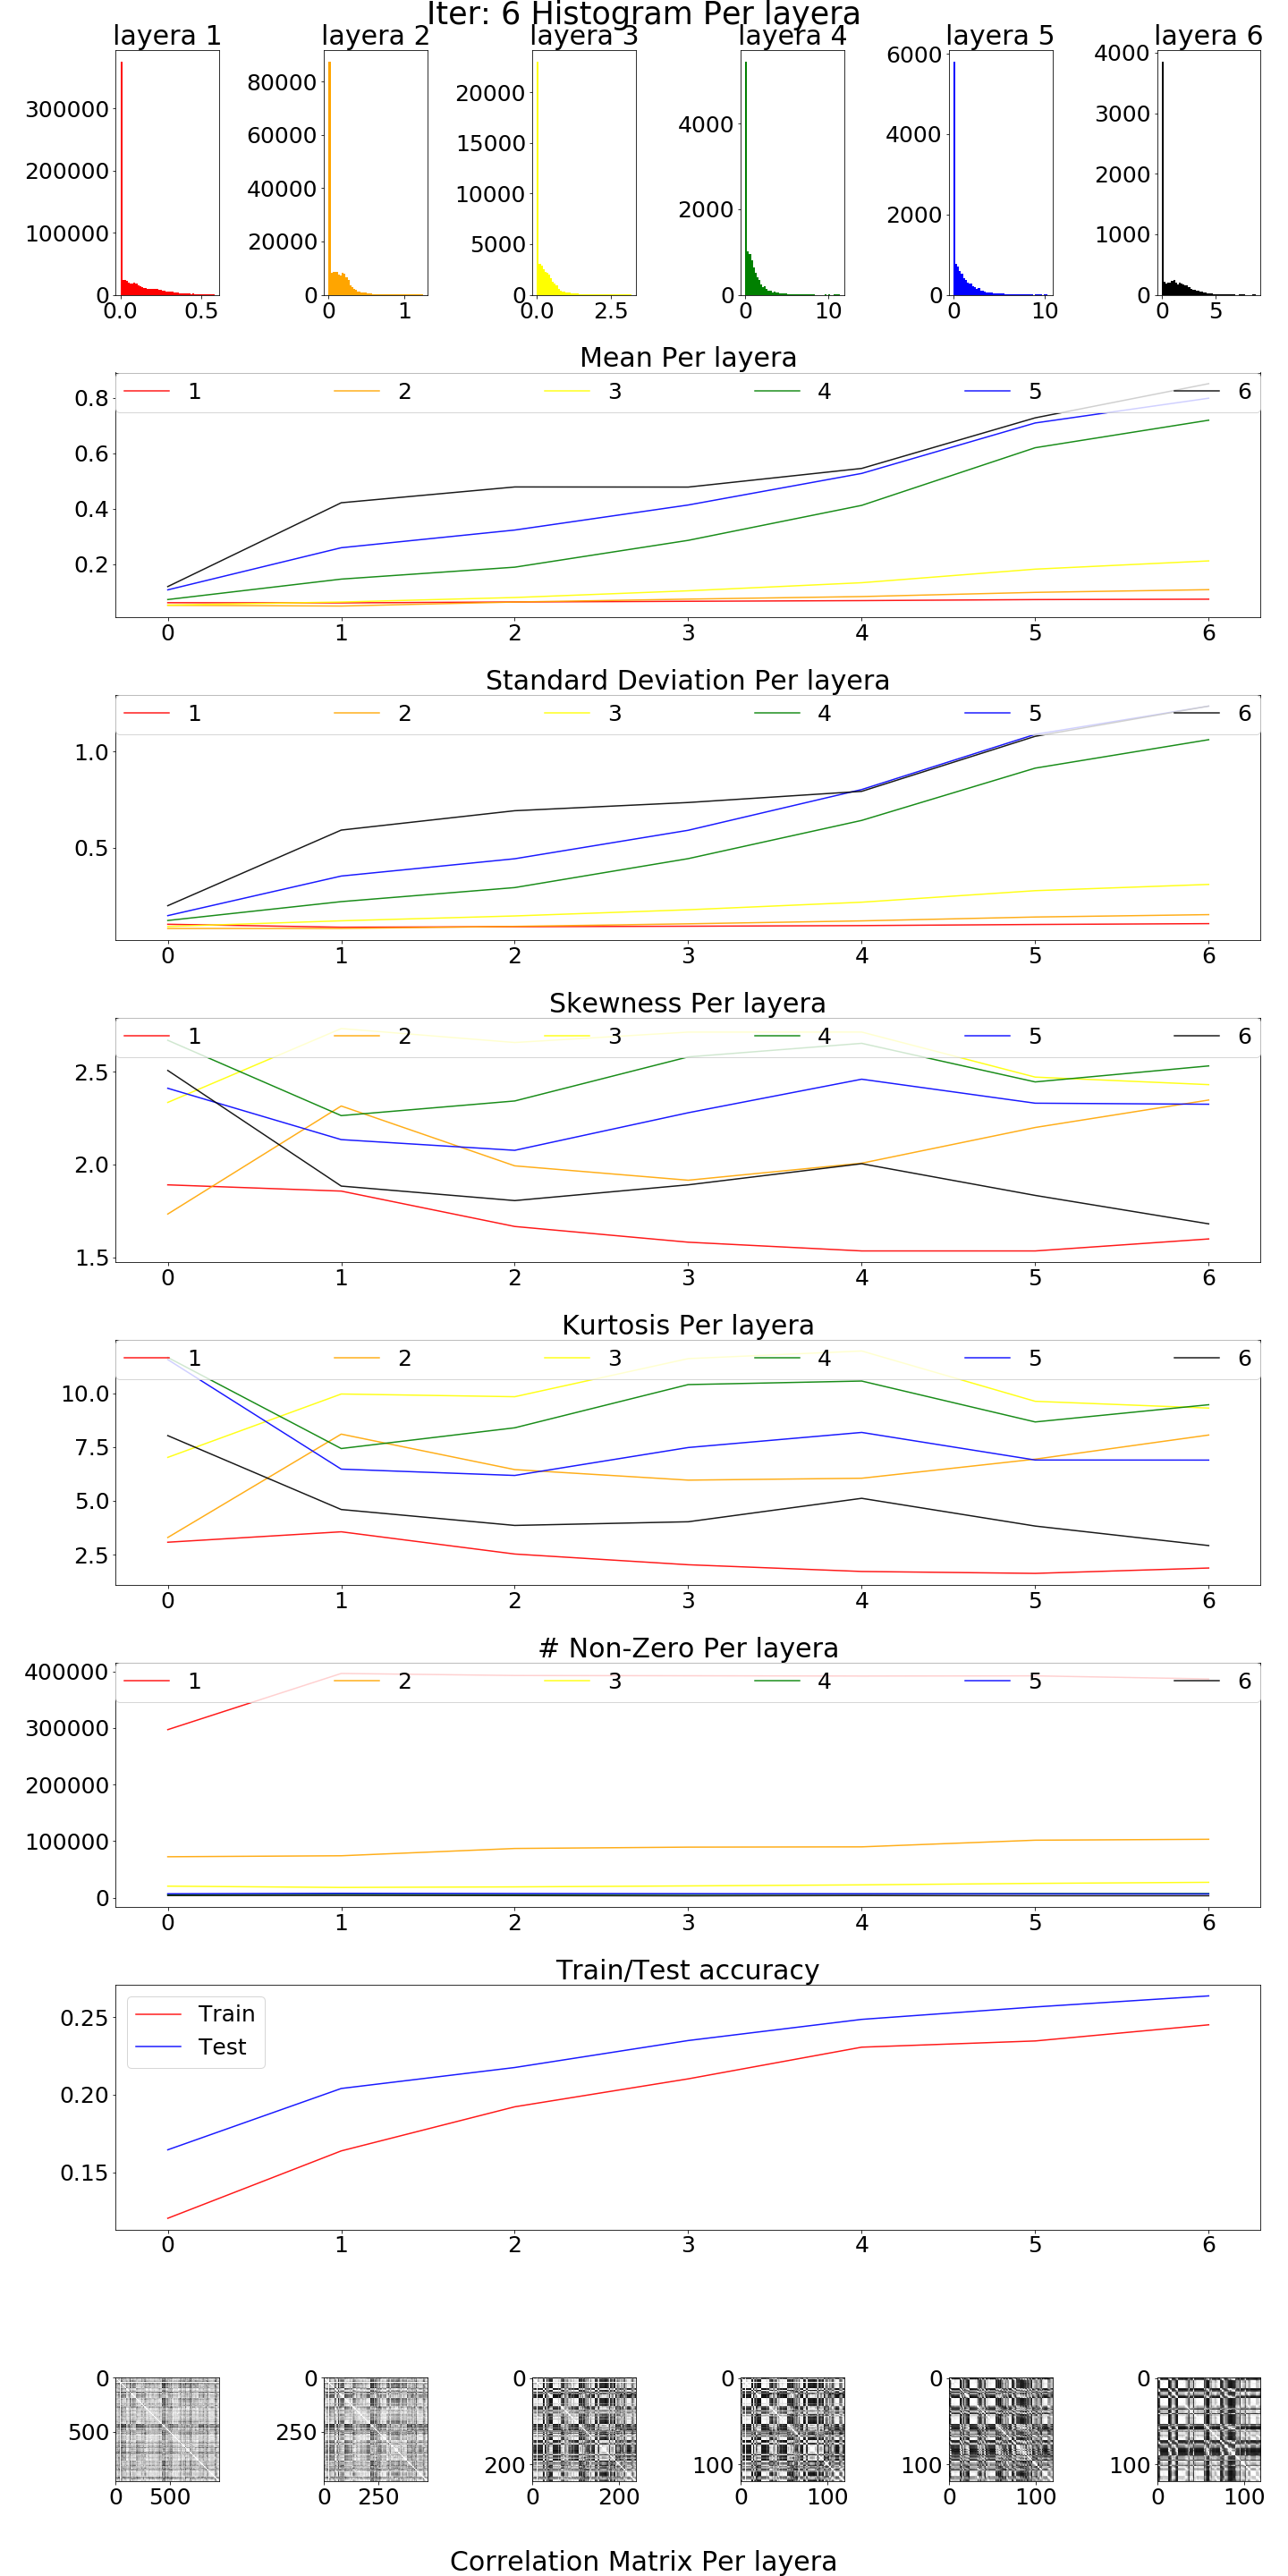 Iter: 6 Histogram Per layera
layera 1 layera 2 layera 3 layera 4 layera 5 layera 6
300000 200000 100000 0 0.0 0.5
80000 60000 40000 20000 0 0 1
20000 15000 10000 5000 0 0.0 2.5
4000 2000 0 0 10
6000 4000 2000 0 0 10
4000 3000 2000 1000 0 0 5
Mean Per layera
1 2 3 4 5 6
0.8
0.6
0.4
0.2
0 1 2 3 4 5 6
Standard Deviation Per layera
1 2 3 4 5 6
1.0
0.5
0 1 2 3 4 5 6
Skewness Per layera
1 2 3 4 5 6
2.5
2.0
1.5
0 1 2 3 4 5 6
Kurtosis Per layera
1 2 3 4 5 6
10.0
7.5
5.0
2.5
0 1 2 3 4 5 6
# Non-Zero Per layera
400000
1 2 3 4 5 6
300000
200000
100000
0
0 1 2 3 4 5 6
Train/Test accuracy
Train
Test
0.25
0.20
0.15
0 1 2 3 4 5 6
0 500 0 500
0 250 0 250
0 200 0 200
0 100 0 100
0 100 0 100
0 100 0 100
Correlation Matrix Per layera